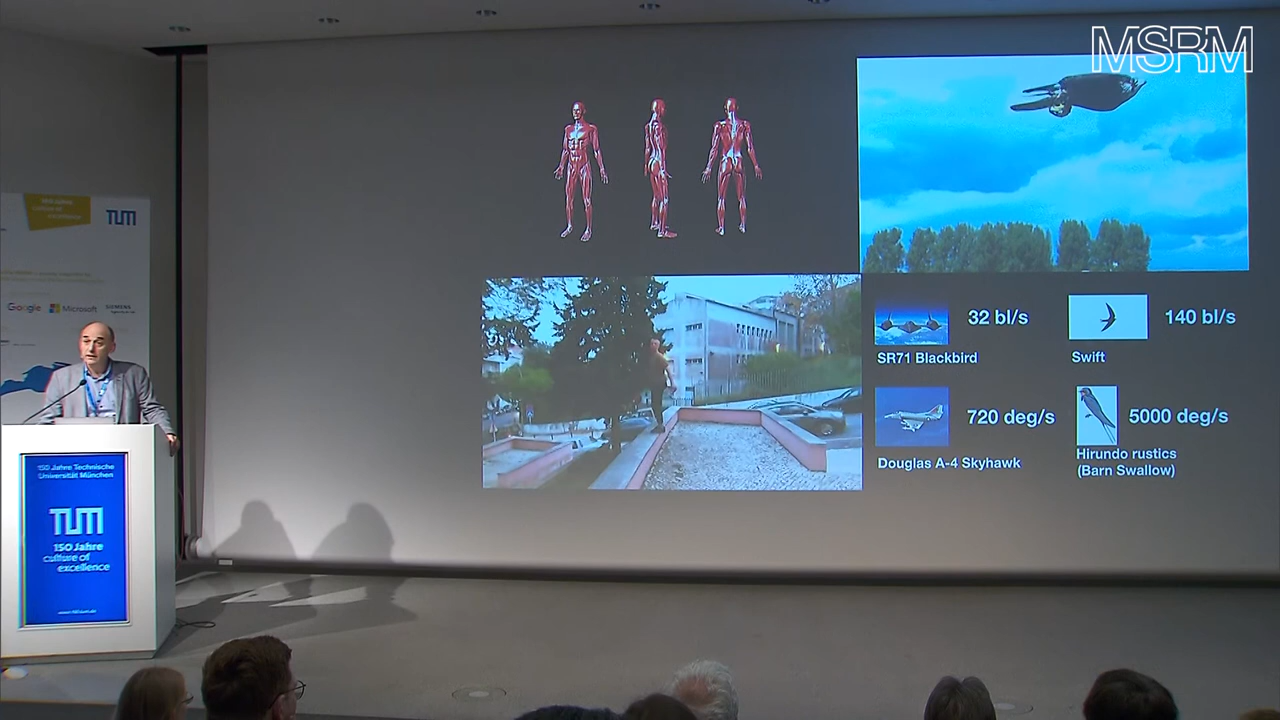 MSRM
TUM
Google
Microsoft
SIEMENS
32 bl/s
140 bl/s
SR71 Blackbird
Swift
720 deg/s
5000 deg/s
Douglas A-4 Skyhawk
Hirundo rustics
(Barn Swallow)
150 Jahre Technische
Universität München
TUM
150 Jahre
culture of
excellence